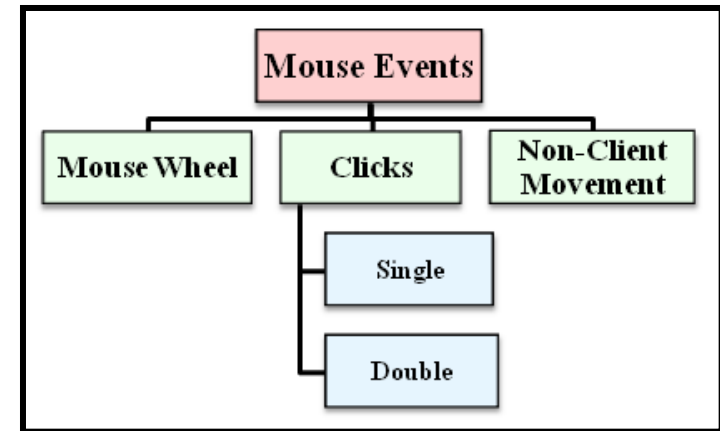 Mouse Events
Mouse Wheel
Clicks
Non-Client
Movement
Single
Double